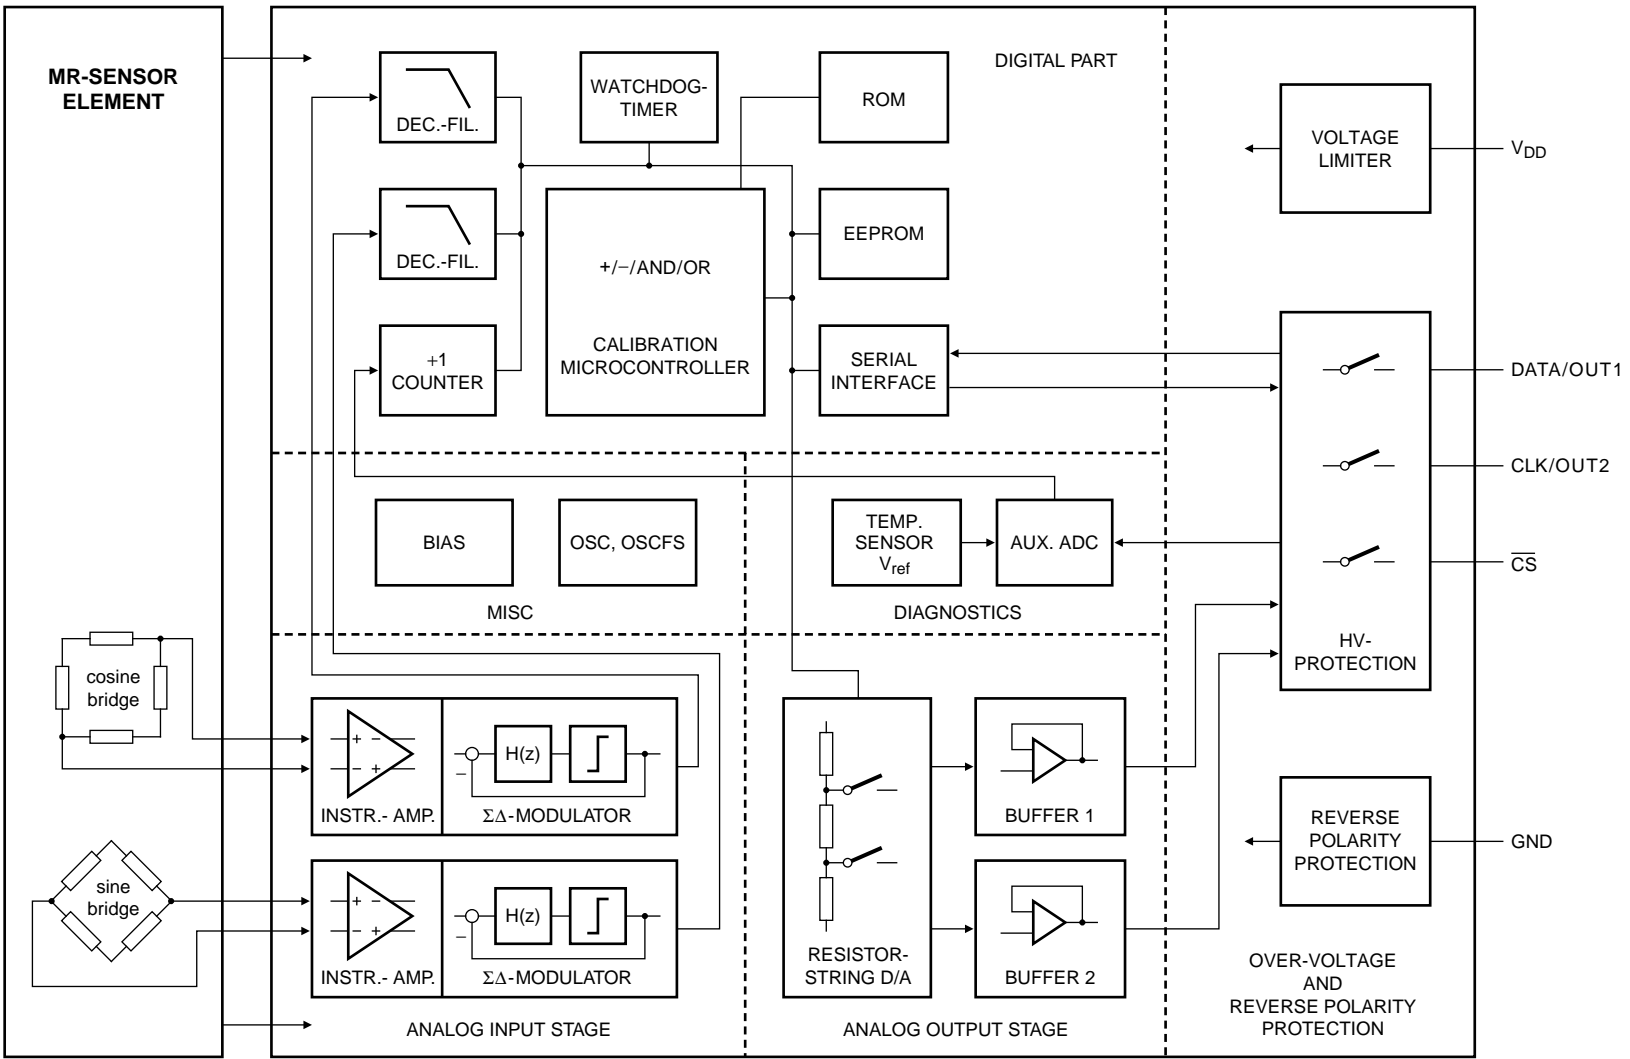 MR-SENSOR
ELEMENT
DEC.-FIL.
WATCHDOG-
TIMER
ROM
DIGITAL PART
VOLTAGE
LIMITER
VDD
DEC.-FIL.
+/−/AND/OR
CALIBRATION
MICROCONTROLLER
EEPROM
+1
COUNTER
SERIAL
INTERFACE
DATA/OUT1
CLK/OUT2
CS
HV-
PROTECTION
BIAS
OSC, OSCFS
MISC
TEMP.
SENSOR
Vref
AUX. ADC
DIAGNOSTICS
cosine
bridge
+ −
− +
INSTR.- AMP.
−
H(z)
ΣΔ-MODULATOR
sine
bridge
+ −
− +
INSTR.- AMP.
−
H(z)
ΣΔ-MODULATOR
ANALOG INPUT STAGE
RESISTOR-
STRING D/A
BUFFER 1
BUFFER 2
ANALOG OUTPUT STAGE
REVERSE
POLARITY
PROTECTION
GND
OVER-VOLTAGE
AND
REVERSE POLARITY
PROTECTION